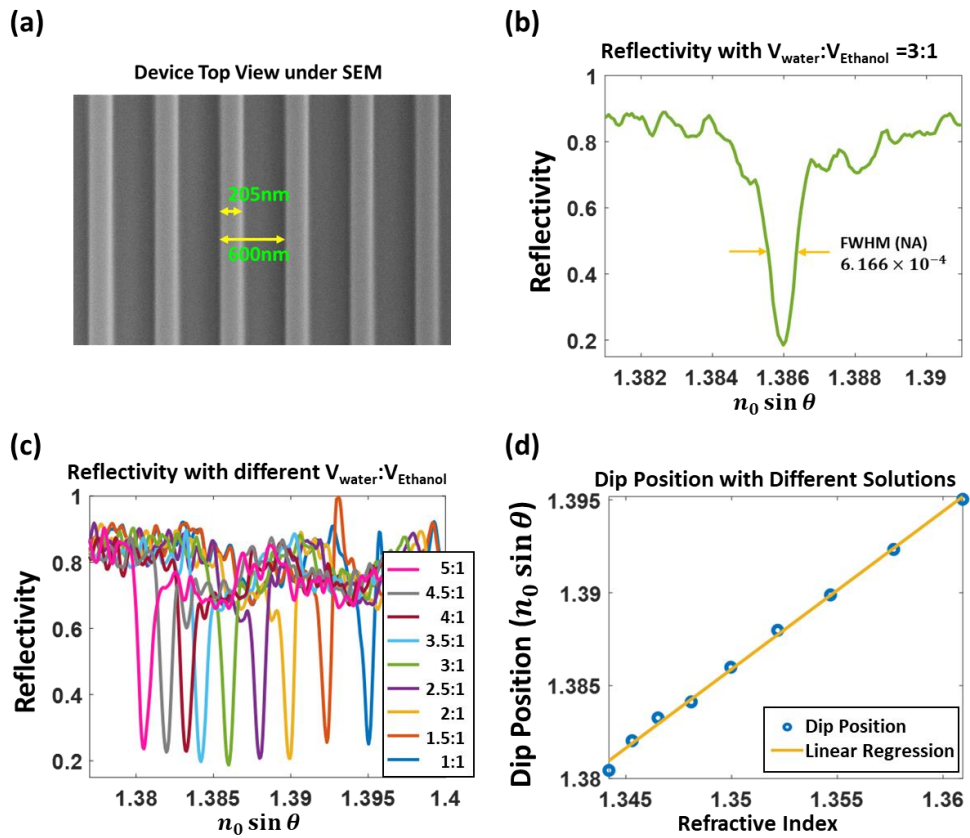 (a)
Device Top View under SEM
205nm
600nm
(b)
Reflectivity with V_water:V_Ethanol =3:1
Reflectivity
1
0.8
0.6
0.4
0.2
FWHM (NA)
6.166 × 10⁻⁴
1.382 1.384 1.386 1.388 1.39
n₀ sin θ
(c)
Reflectivity with different V_water:V_Ethanol
Reflectivity
1
0.8
0.6
0.4
0.2
5:1
4.5:1
4:1
3.5:1
3:1
2.5:1
2:1
1.5:1
1:1
1.38 1.385 1.39 1.395 1.4
n₀ sin θ
(d)
Dip Position with Different Solutions
Dip Position (n₀ sin θ)
1.395
1.39
1.385
1.38
Dip Position
Linear Regression
1.345 1.35 1.355 1.36
Refractive Index